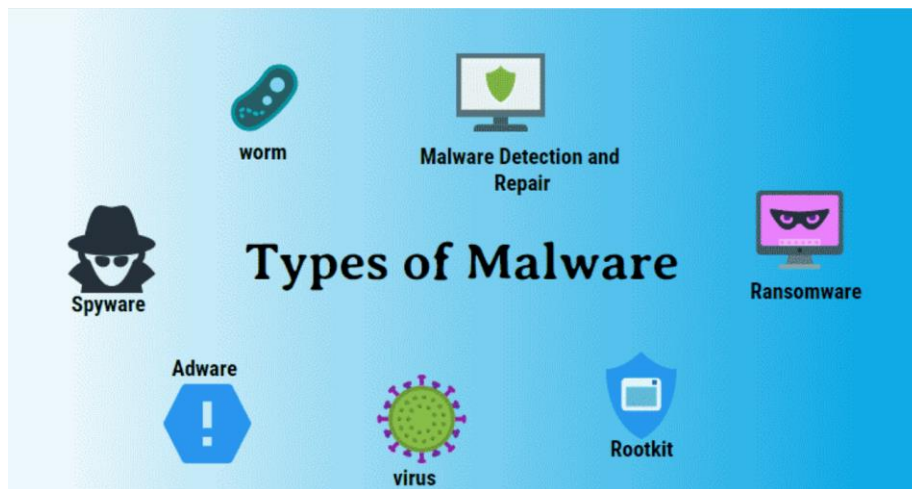 worm
Malware Detection and
Repair
Types of Malware
Spyware
Ransomware
Adware
Rootkit
virus